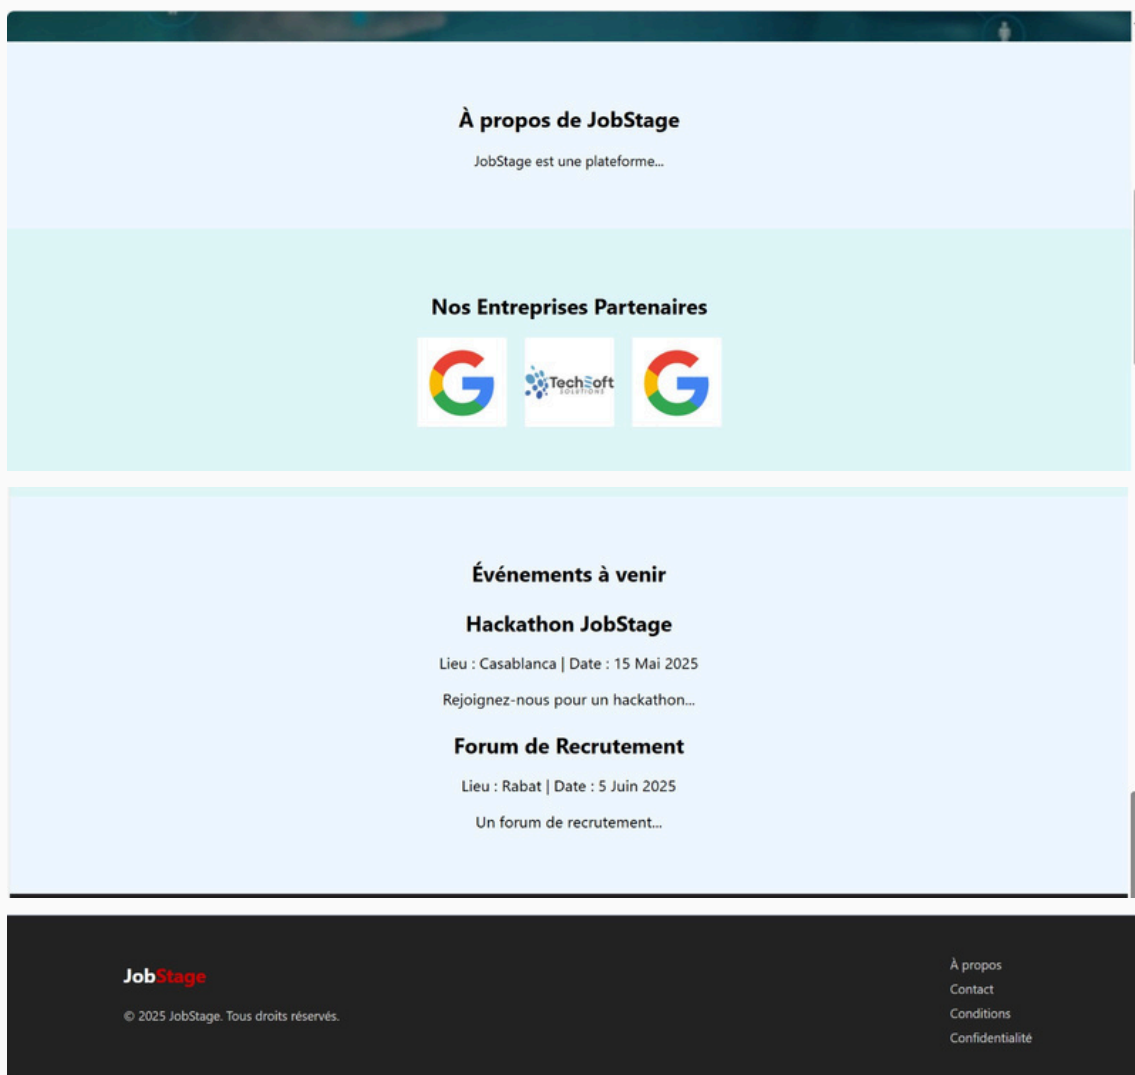 À propos de JobStage
JobStage est une plateforme...
Nos Entreprises Partenaires
TechSoft
SOLUTIONS
Événements à venir
Hackathon JobStage
Lieu : Casablanca | Date : 15 Mai 2025
Rejoignez-nous pour un hackathon...
Forum de Recrutement
Lieu : Rabat | Date : 5 Juin 2025
Un forum de recrutement...
JobStage
© 2025 JobStage. Tous droits réservés.
À propos
Contact
Conditions
Confidentialité